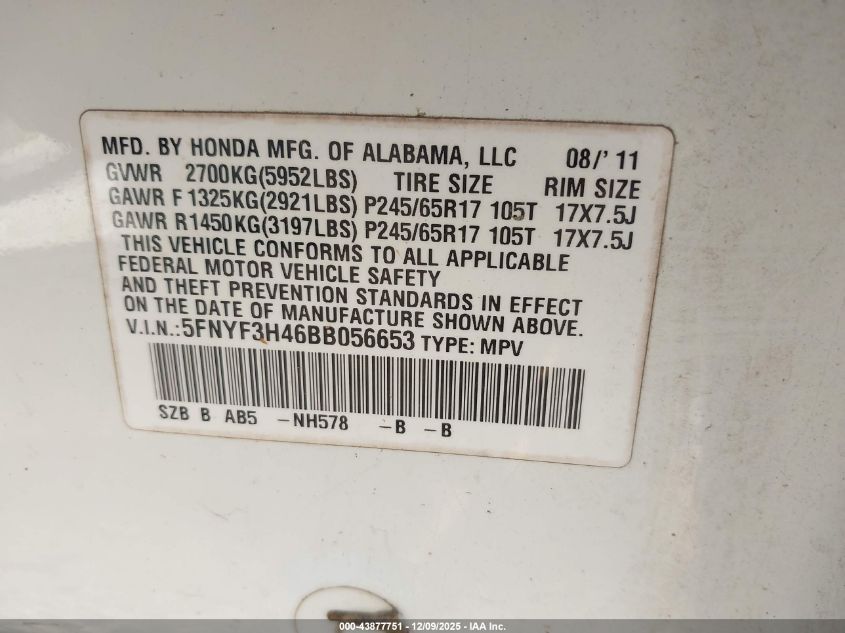 MFD. BY HONDA MFG. OF ALABAMA, LLC 08/' 11
GVWR 2700KG(5952LBS) TIRE SIZE RIM SIZE
GAWR F 1325KG(2921LBS) P245/65R17 105T 17X7.5J
GAWR R1450KG(3197LBS) P245/65R17 105T 17X7.5J
THIS VEHICLE CONFORMS TO ALL APPLICABLE
FEDERAL MOTOR VEHICLE SAFETY
AND THEFT PREVENTION STANDARDS IN EFFECT
ON THE DATE OF MANUFACTURE SHOWN ABOVE.
V.I.N.:5FNYF3H46BB056653 TYPE: MPV
SZB B AB5 -NH578 -B -B
000-43877751 - 12/09/2025 - IAA Inc.